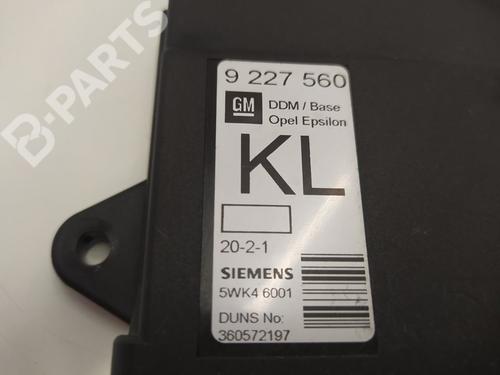 B-PARTS
9 227 560
GM
DDM / Base
Opel Epsilon
KL
20-2-1
SIEMENS
5WK4 6001
DUNS No:
360572197
B-PARTS